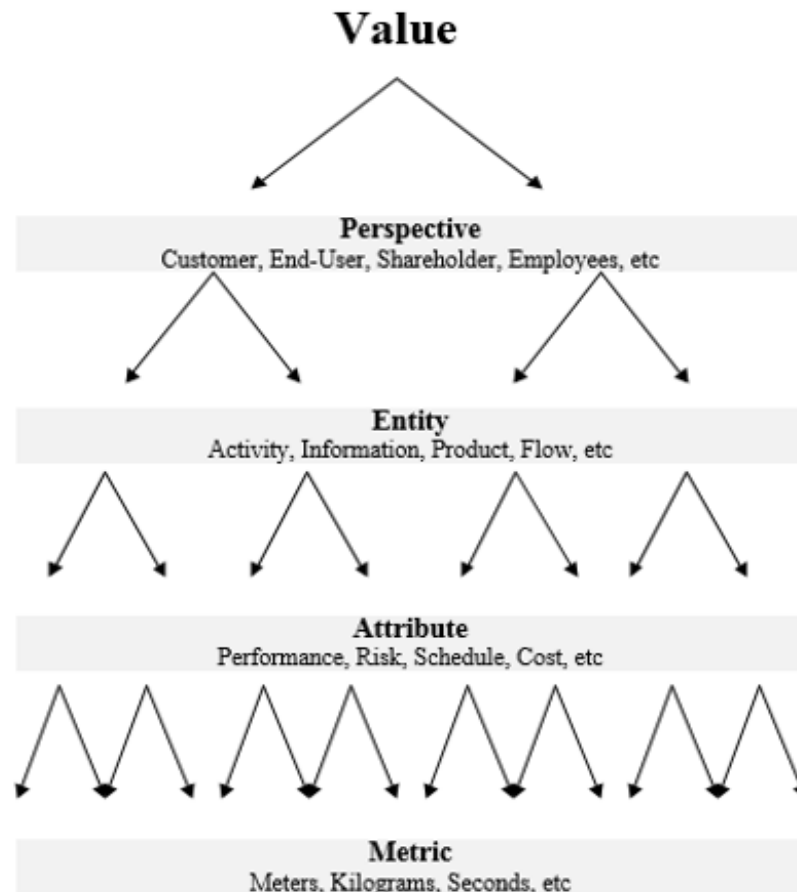 Value
Perspective
Customer, End-User, Shareholder, Employees, etc
Entity
Activity, Information, Product, Flow, etc
Attribute
Performance, Risk, Schedule, Cost, etc
Metric
Meters, Kilograms, Seconds, etc